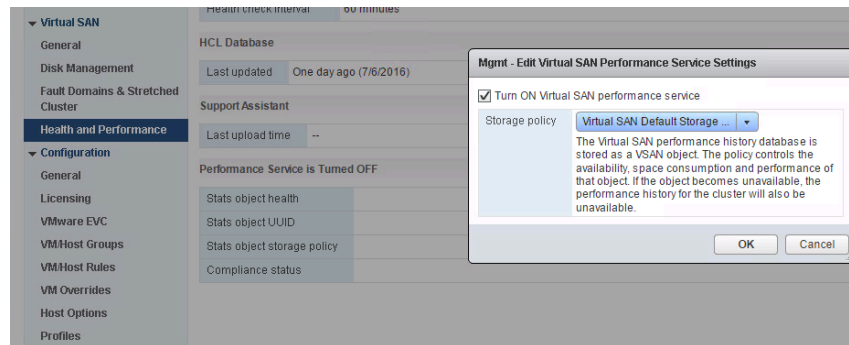 Health check interval 60 minutes
Virtual SAN
General
Disk Management
Fault Domains & Stretched
Cluster
Health and Performance
Configuration
General
Licensing
VMware EVC
VM/Host Groups
VM/Host Rules
VM Overrides
Host Options
Profiles
HCL Database
Last updated One day ago (7/6/2016)
Support Assistant
Last upload time --
Performance Service is Turned OFF
Stats object health
Stats object UUID
Stats object storage policy
Compliance status
Mgmt - Edit Virtual SAN Performance Service Settings
Turn ON Virtual SAN performance service
Storage policy Virtual SAN Default Storage ...
The Virtual SAN performance history database is
stored as a VSAN object. The policy controls the
availability, space consumption and performance of
that object. If the object becomes unavailable, the
performance history for the cluster will also be
unavailable.
OK Cancel